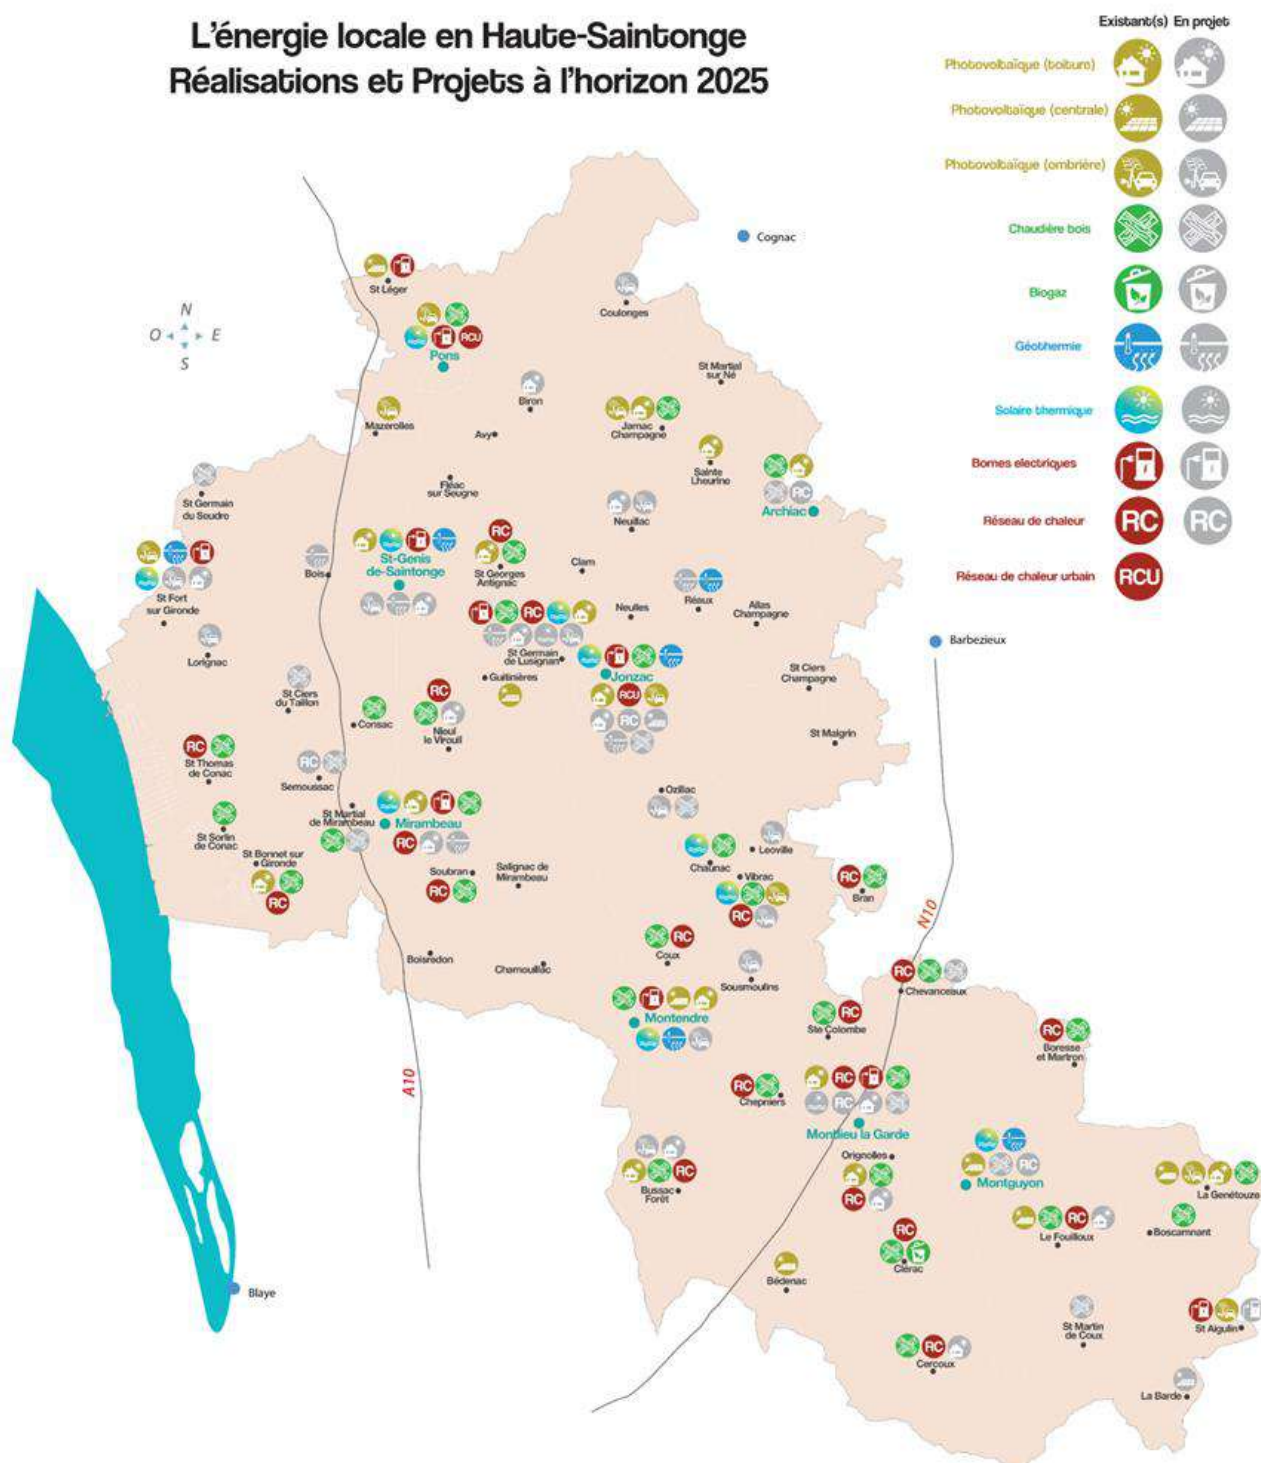 L'énergie locale en Haute-Saintonge
Réalisations et Projets à l'horizon 2025
Existant(s) En projet
Photovoltaïque (toiture)
Photovoltaïque (centrale)
Photovoltaïque (ombrière)
Chaudière bois
Biogaz
Géothermie
Solaire thermique
Bornes electriques
Réseau de chaleur
RC RC
Réseau de chaleur urbain
RCU
N
O E
S
Cognac
St Léger
Coulonges
RCU
Pons
St Martial
sur Né
Biron
Mazerolles
Avy
Jarnac
Champagne
Sainte
Lheurine
Fléac
sur Seugne
St Germain
du Seudre
Neuillac
RC
Archiac
St Fort
sur Gironde
Bois
St-Genis
de-Saintonge
RC
St Georges
Antignac
Clam
Réaux
Allas
Champagne
Neulles
RC
St Germain
de Lusignan
Lorignac
Barbezieux
Guitinières
Jonzac
RCU
RC
St Ciers
Champagne
St Ciers
du Taillon
Consac
RC
Nieul
le Virouil
St Maigrin
RC
St Thomas
de Conac
RC
Semoussac
Ozillac
St Martial
de Mirambeau
Mirambeau
RC
St Sorlin
de Conac
St Bonnet sur
Gironde
RC
Soubran
RC
Salignac de
Mirambeau
Chaunac
Leoville
Vibrac
RC
RC
Bran
N10
Boisredon
Chamouillac
RC
Coux
Sousmoulins
RC
Chevanceaux
Montendre
RC
Ste Colombe
RC
Boresse
et Martron
A10
RC
Chepniers
RC
RC
Montlieu la Garde
Orignolles
RC
RC
Montguyon
RC
Bussac
Forêt
La Genétouze
RC
Le Fouilloux
Boscamnant
RC
Clérac
Bédenac
Blaye
St Martin
de Coux
St Aigulin
RC
Cercoux
La Barde